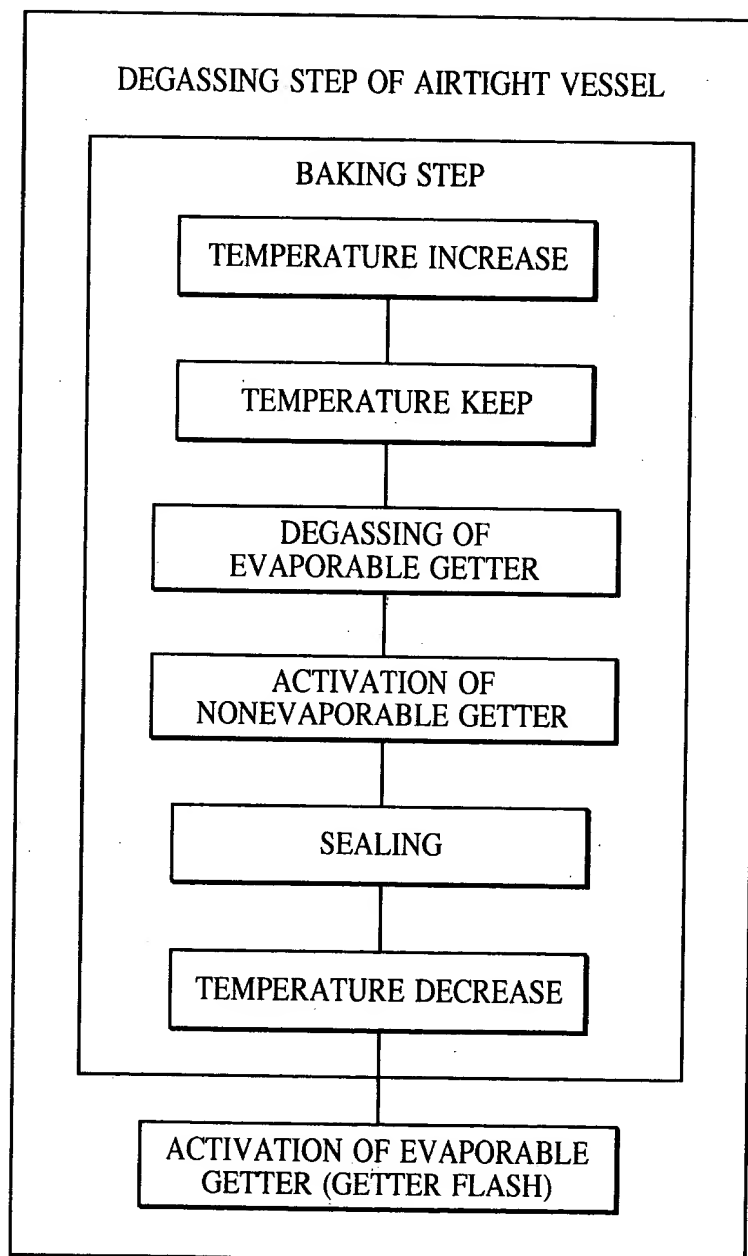 DEGASSING STEP OF AIRTIGHT VESSEL
BAKING STEP
TEMPERATURE INCREASE
TEMPERATURE KEEP
DEGASSING OF
EVAPORABLE GETTER
ACTIVATION OF
NONEVAPORABLE GETTER
SEALING
TEMPERATURE DECREASE
ACTIVATION OF EVAPORABLE
GETTER (GETTER FLASH)